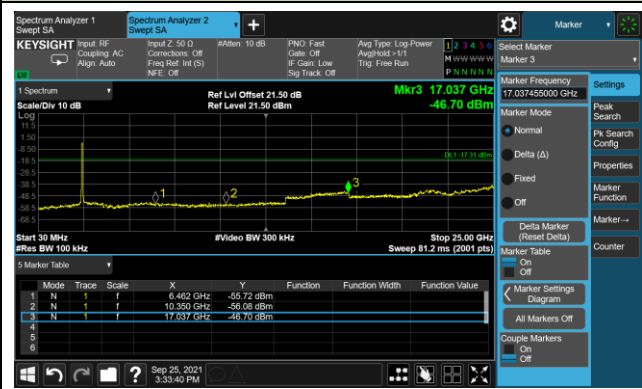 Spectrum Analyzer 1
Swept SA
Spectrum Analyzer 2
Swept SA
Marker
KEYSIGHT
Input: RF
Coupling: AC
Align: Auto
Input Z: 50 Ω
Corrections: Off
Freq Ref: Int (S)
NFE: Off
#Atten: 10 dB
PNO: Fast
Gate: Off
IF Gain: Low
Sig Track: Off
Avg Type: Log-Power
Avg|Hold:>1/1
Trig: Free Run
1 2 3 4 5 6
M W W W W W
P N N N N N
Select Marker
Marker 3
1 Spectrum
Scale/Div 10 dB
Log
Ref Lvl Offset 21.50 dB
Ref Level 21.50 dBm
Mkr3 17.037 GHz
-46.70 dBm
11.5
1.50
-8.50
-18.5
-28.5
-38.5
-48.5
-58.5
-68.5
DL1 -17.31 dBm
1
2
3
Start 30 MHz
#Res BW 100 kHz
#Video BW 300 kHz
Stop 25.00 GHz
Sweep 81.2 ms (2001 pts)
5 Marker Table
Mode Trace Scale X Y Function Function Width Function Value
1 N 1 f 6.462 GHz -55.72 dBm
2 N 1 f 10.350 GHz -56.08 dBm
3 N 1 f 17.037 GHz -46.70 dBm
4
5
6
Marker Frequency
17.037455000 GHz
Marker Mode
Normal
Delta (Δ)
Fixed
Off
Delta Marker
(Reset Delta)
Marker Table
On
Off
Marker Settings
Diagram
All Markers Off
Couple Markers
On
Off
Settings
Peak
Search
Pk Search
Config
Properties
Marker
Function
Marker→
Counter
Sep 25, 2021
3:33:40 PM